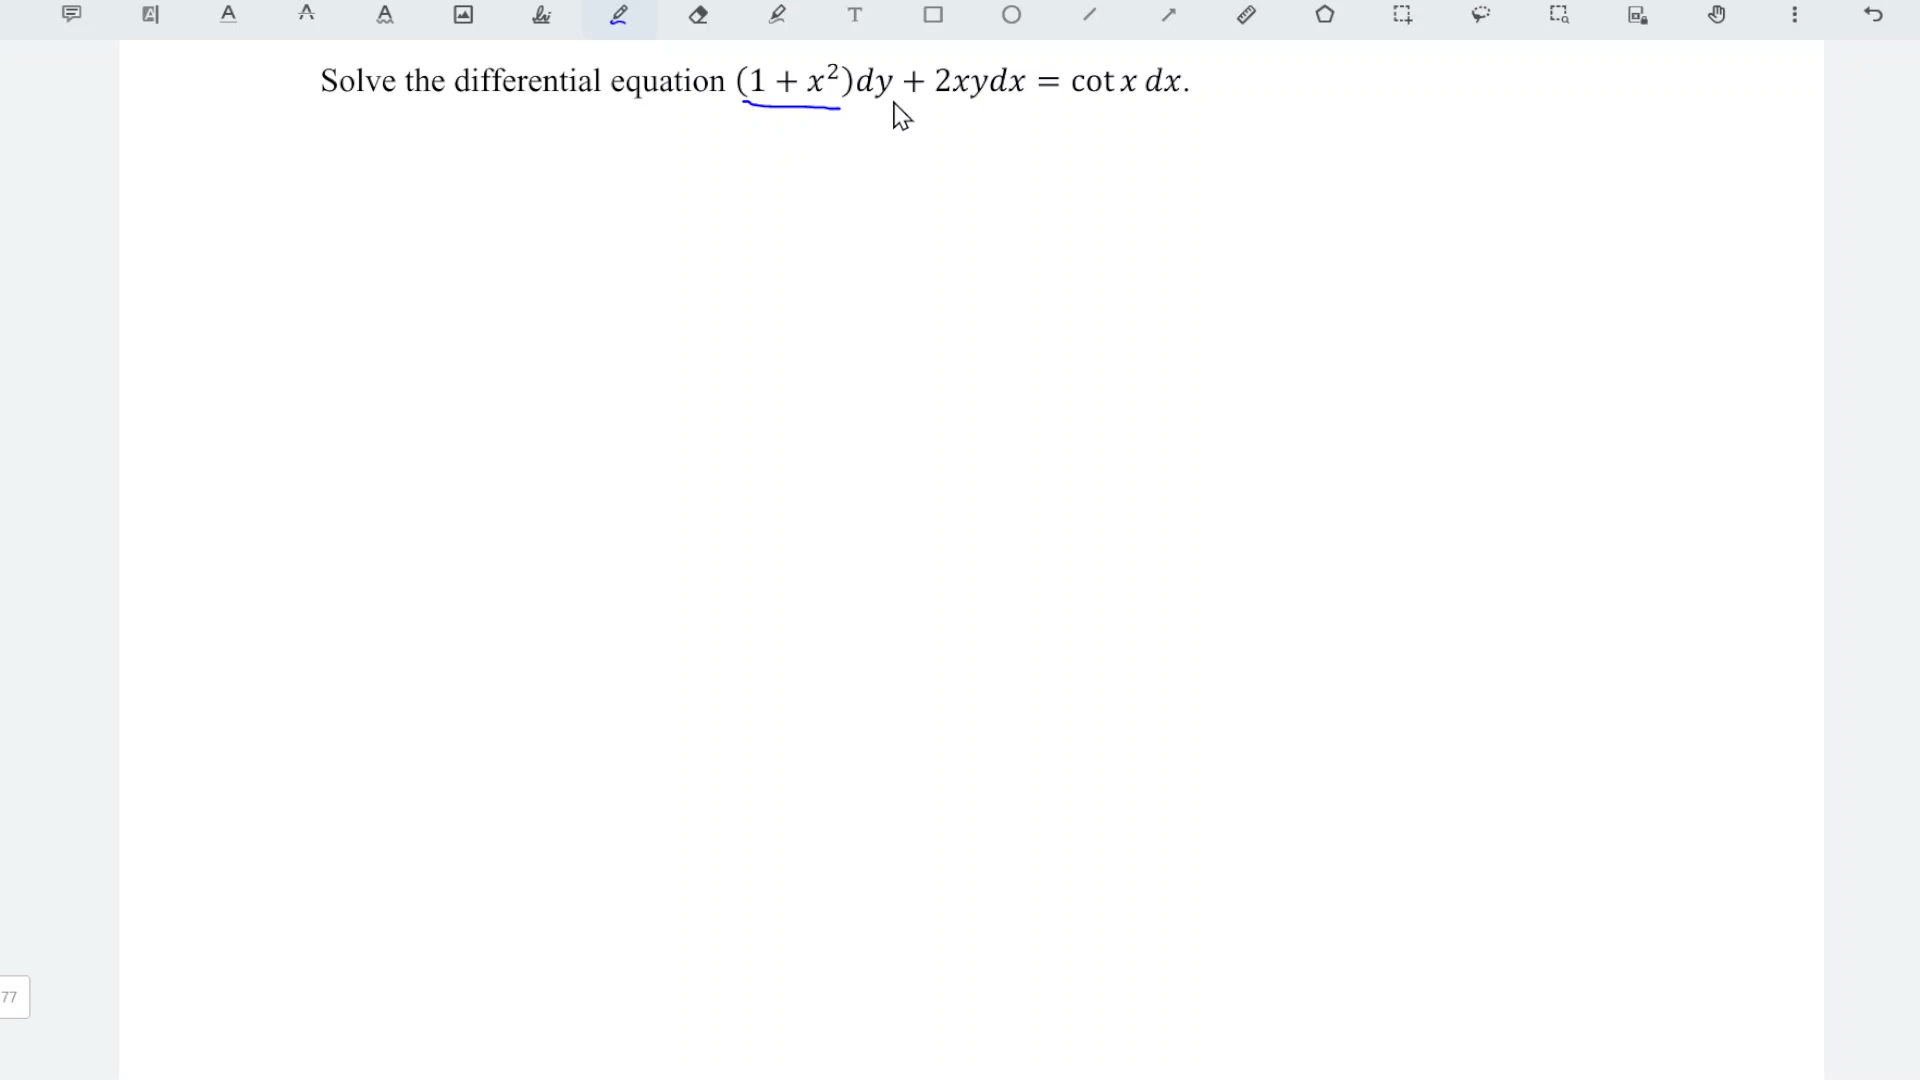 Solve the differential equation (1 + x²)dy + 2xydx = cot x dx.
77